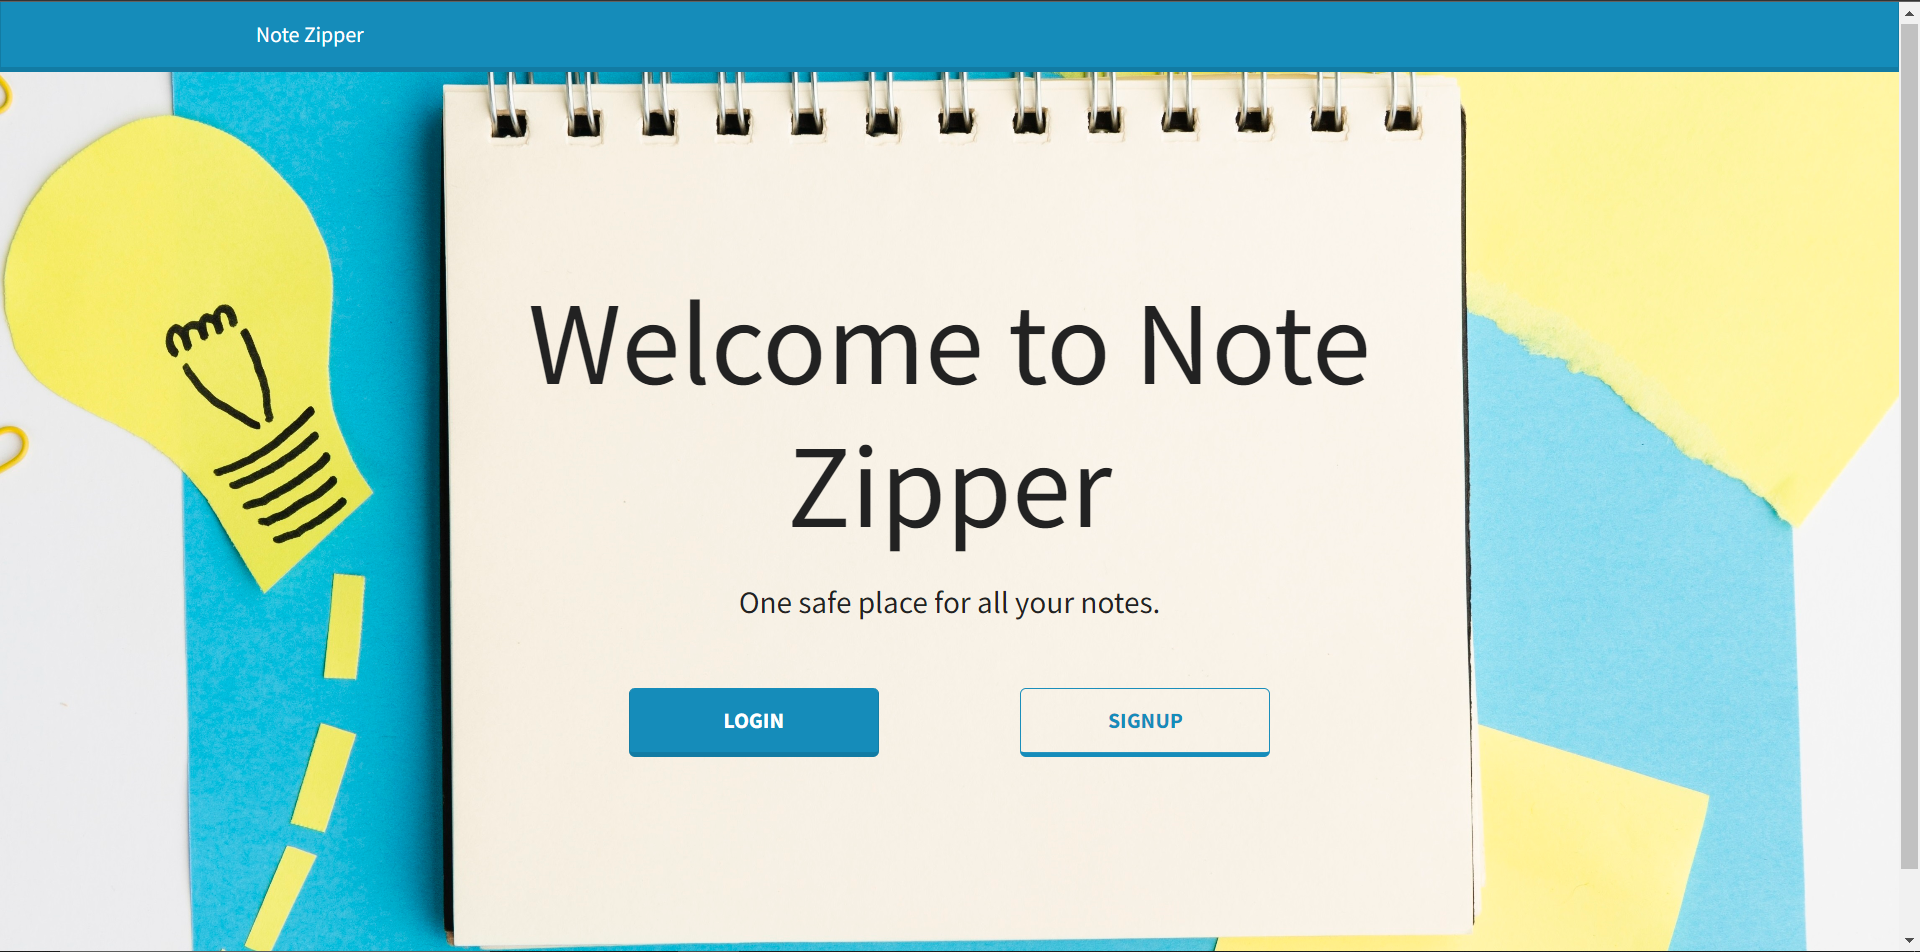 Note Zipper
Welcome to Note
Zipper
One safe place for all your notes.
LOGIN
SIGNUP